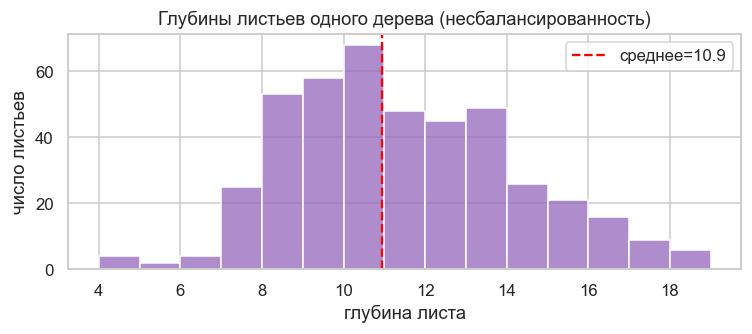 Глубины листьев одного дерева (несбалансированность)
среднее=10.9
число листьев
60
40
20
0
4 6 8 10 12 14 16 18
глубина листа